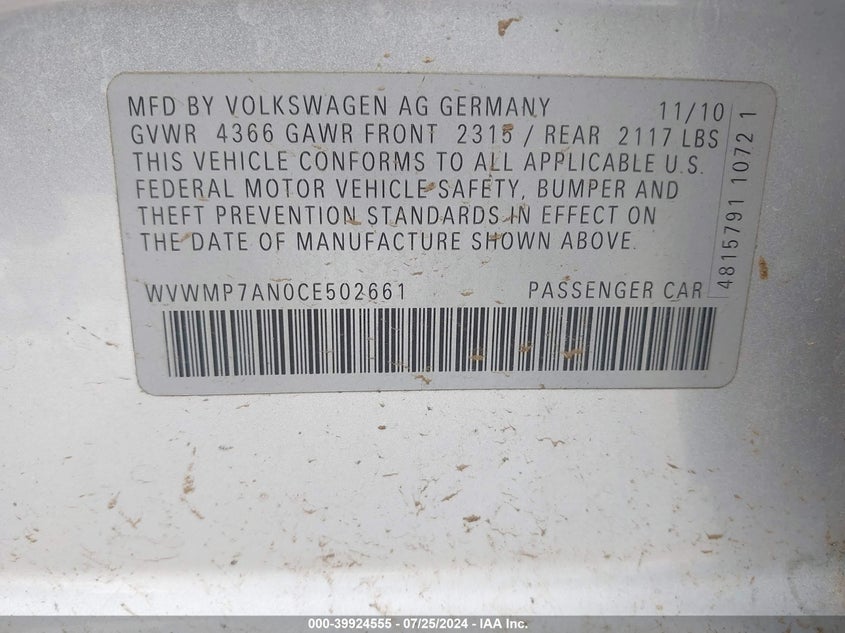 MFD BY VOLKSWAGEN AG GERMANY 11/10
GVWR 4366 GAWR FRONT 2315 / REAR 2117 LBS
THIS VEHICLE CONFORMS TO ALL APPLICABLE U.S.
FEDERAL MOTOR VEHICLE SAFETY, BUMPER AND
THEFT PREVENTION STANDARDS IN EFFECT ON
THE DATE OF MANUFACTURE SHOWN ABOVE.
WVWMP7AN0CE502661 PASSENGER CAR
4815791 1072 1
000-39924555 / 07/25/2024 - IAA Inc.